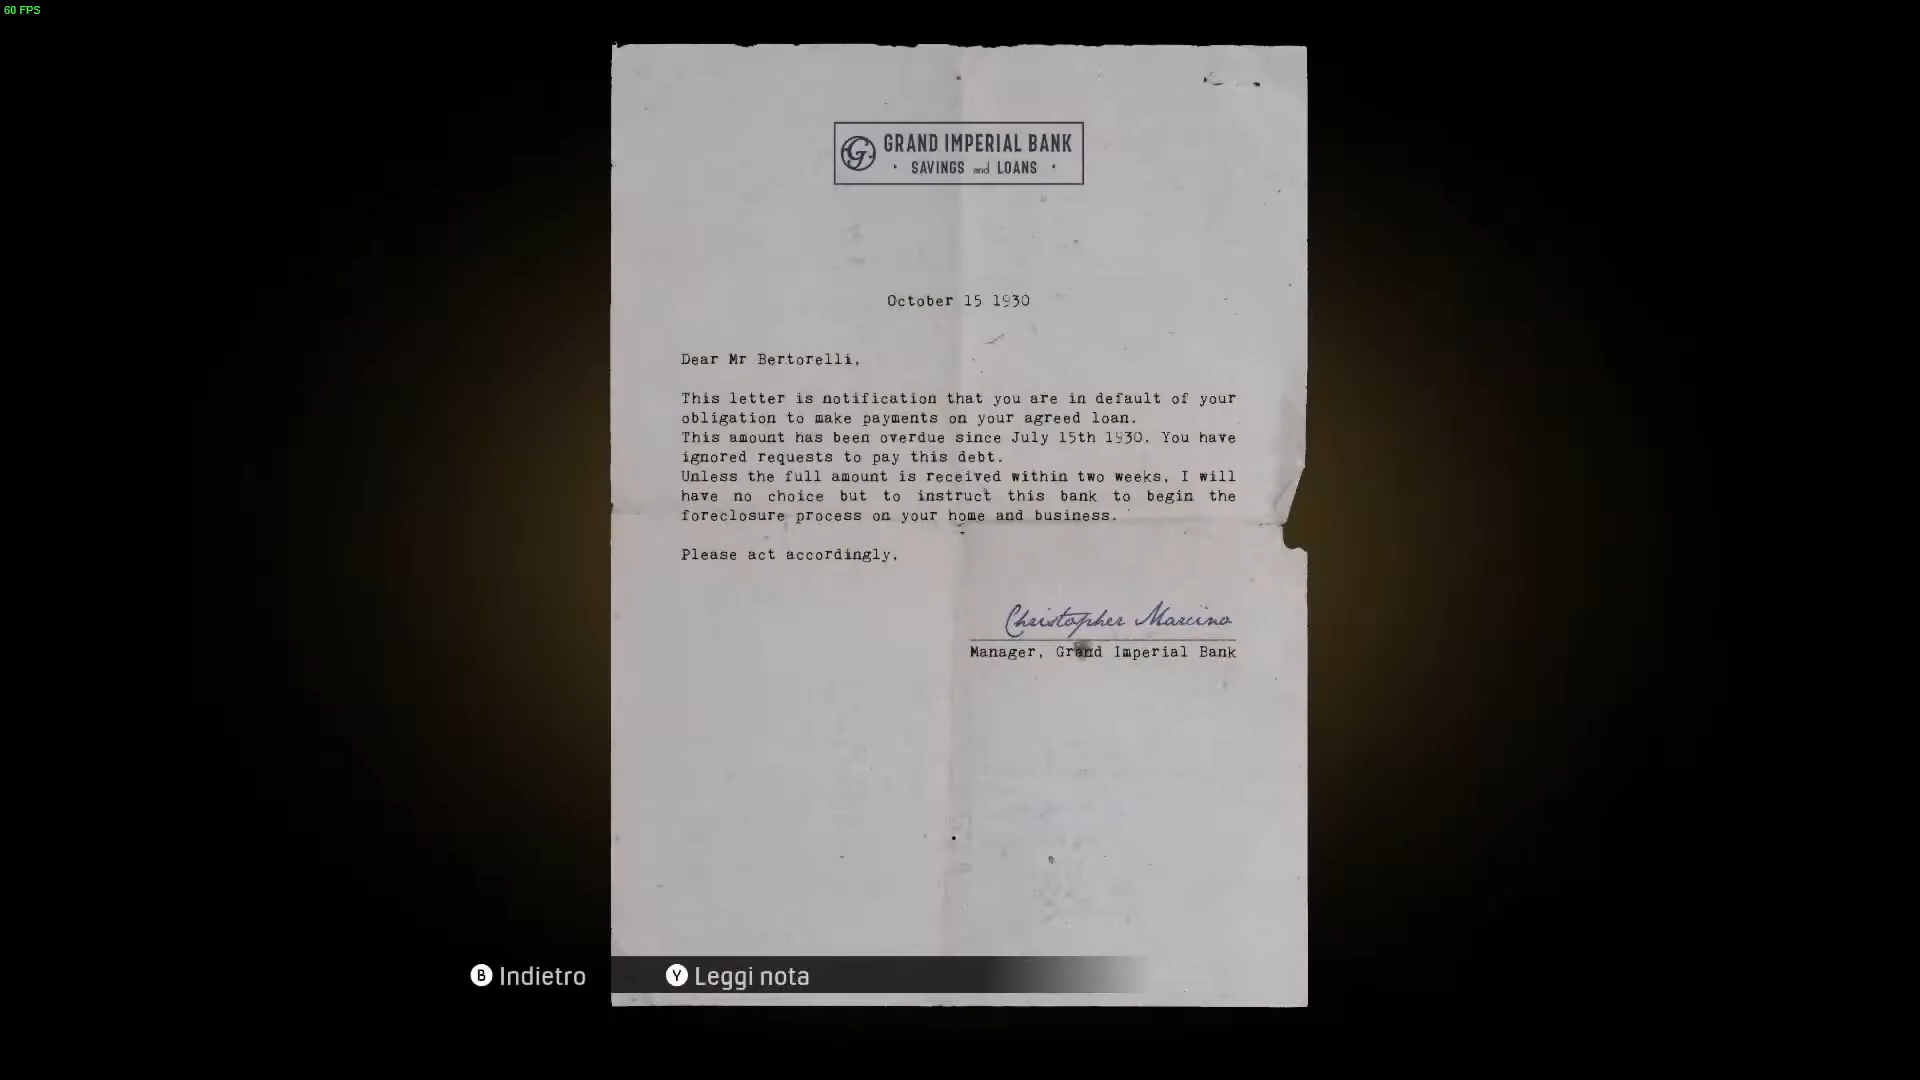 60 FPS
GRAND IMPERIAL BANK
· SAVINGS and LOANS ·
October 15 1930
Dear Mr Bertorelli,
This letter is notification that you are in default of your
obligation to make payments on your agreed loan.
This amount has been overdue since July 15th 1930. You have
ignored requests to pay this debt.
Unless the full amount is received within two weeks, I will
have no choice but to instruct this bank to begin the
foreclosure process on your home and business.
Please act accordingly.
Christopher Marcino
Manager, Grand Imperial Bank
B Indietro
Y Leggi nota